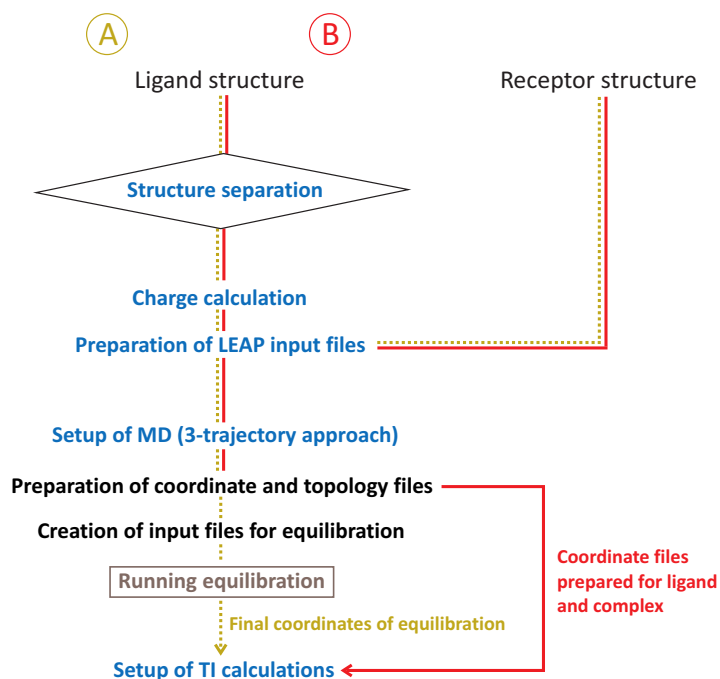 A
B
Ligand structure
Receptor structure
Structure separation
Charge calculation
Preparation of LEAP input files
Setup of MD (3-trajectory approach)
Preparation of coordinate and topology files
Creation of input files for equilibration
Running equilibration
Coordinate files
prepared for ligand
and complex
Final coordinates of equilibration
Setup of TI calculations